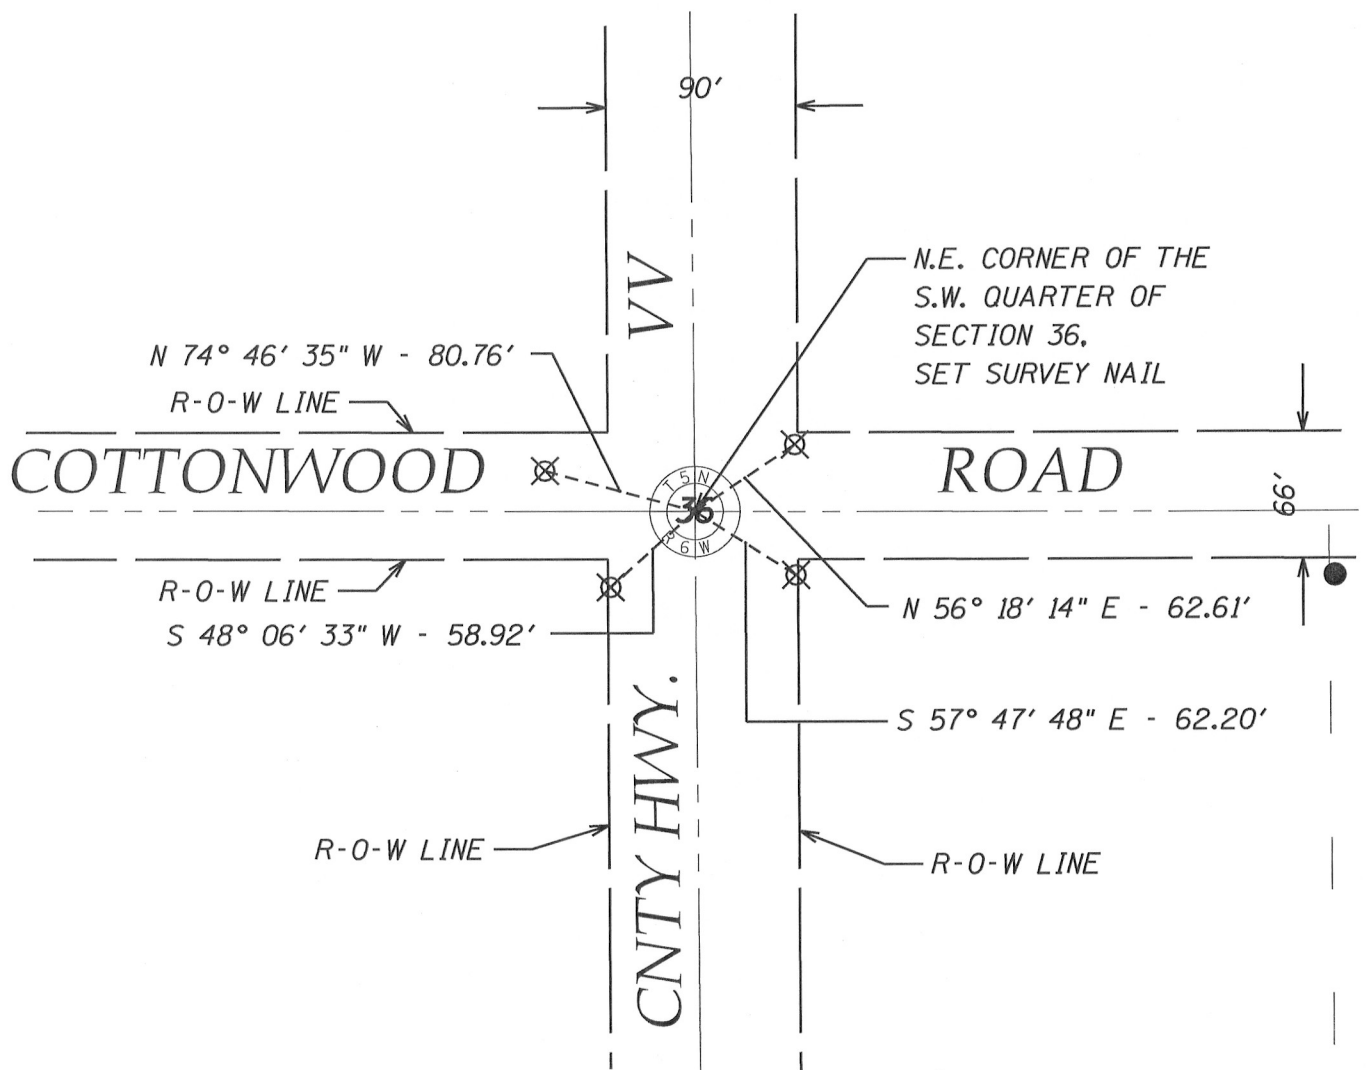 90'
VV
N.E. CORNER OF THE
S.W. QUARTER OF
SECTION 36,
SET SURVEY NAIL
N 74° 46' 35" W - 80.76'
R-O-W LINE
COTTONWOOD ROAD
T 5 N
36
R 6 W
66'
R-O-W LINE
S 48° 06' 33" W - 58.92'
N 56° 18' 14" E - 62.61'
S 57° 47' 48" E - 62.20'
CNTY HWY.
R-O-W LINE
R-O-W LINE